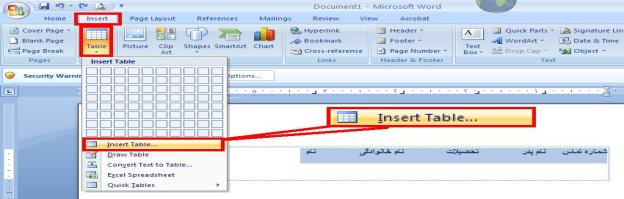 Document1 - Microsoft Word
Home Insert Page Layout References Mailings Review View Acrobat
Cover Page
Blank Page
Page Break
Pages
Table
Picture
Clip Art
Shapes
SmartArt
Chart
Hyperlink
Bookmark
Cross-reference
Links
Header
Footer
Page Number
Header & Footer
Text Box
Quick Parts
WordArt
Drop Cap
Signature Lin
Date & Time
Object
Text
Security Warni
Options...
Insert Table
Insert Table...
Draw Table
Convert Text to Table...
Excel Spreadsheet
Quick Tables
Insert Table...
نام نام خانوادگی تحصیلات نام پدر شماره تماس